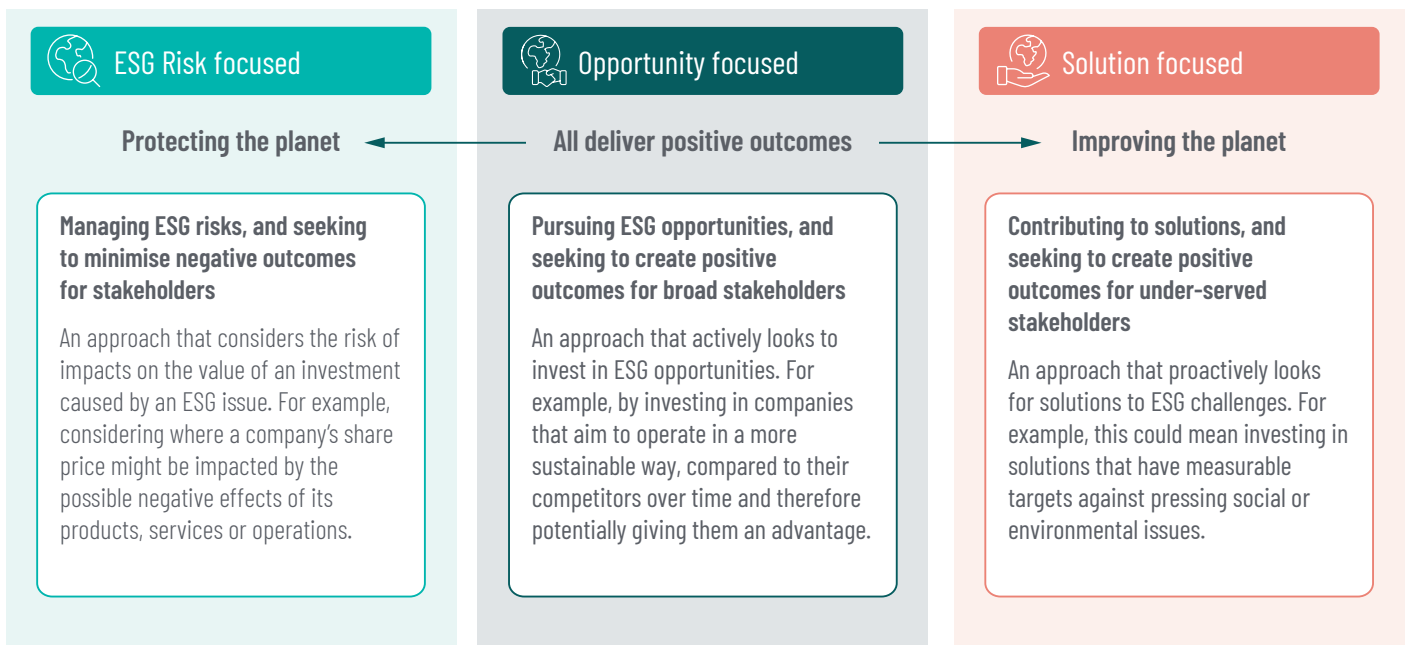 ESG Risk focused
Opportunity focused
Solution focused
Protecting the planet
All deliver positive outcomes
Improving the planet
Managing ESG risks, and seeking
to minimise negative outcomes
for stakeholders
An approach that considers the risk of
impacts on the value of an investment
caused by an ESG issue. For example,
considering where a company's share
price might be impacted by the
possible negative effects of its
products, services or operations.
Pursuing ESG opportunities, and
seeking to create positive
outcomes for broad stakeholders
An approach that actively looks to
invest in ESG opportunities. For
example, by investing in companies
that aim to operate in a more
sustainable way, compared to their
competitors over time and therefore
potentially giving them an advantage.
Contributing to solutions, and
seeking to create positive
outcomes for under-served
stakeholders
An approach that proactively looks
for solutions to ESG challenges. For
example, this could mean investing in
solutions that have measurable
targets against pressing social or
environmental issues.